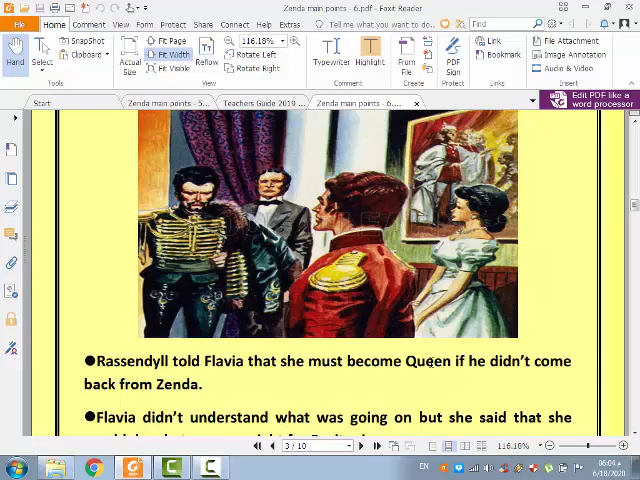 Zenda main points - 6.pdf - Foxit Reader
File Home Comment View Form Protect Share Connect Help Extras Tell me what you want to do... Find
Hand
Select
SnapShot
Clipboard
Actual Size
Fit Page
Fit Width
Fit Visible
Reflow
116.18%
Rotate Left
Rotate Right
Typewriter
Highlight
From File
PDF Sign
Link
Bookmark
File Attachment
Image Annotation
Audio & Video
Tools View Comment Create Protect Links Insert
Start Zenda main points - 5.... Teachers Guide 2019 ... Zenda main points - 6....
Edit PDF like a word processor
●Rassendyll told Flavia that she must become Queen if he didn't come
back from Zenda.
●Flavia didn't understand what was going on but she said that she
3 / 10 116.18%
EN 06:04 م
6/18/2020